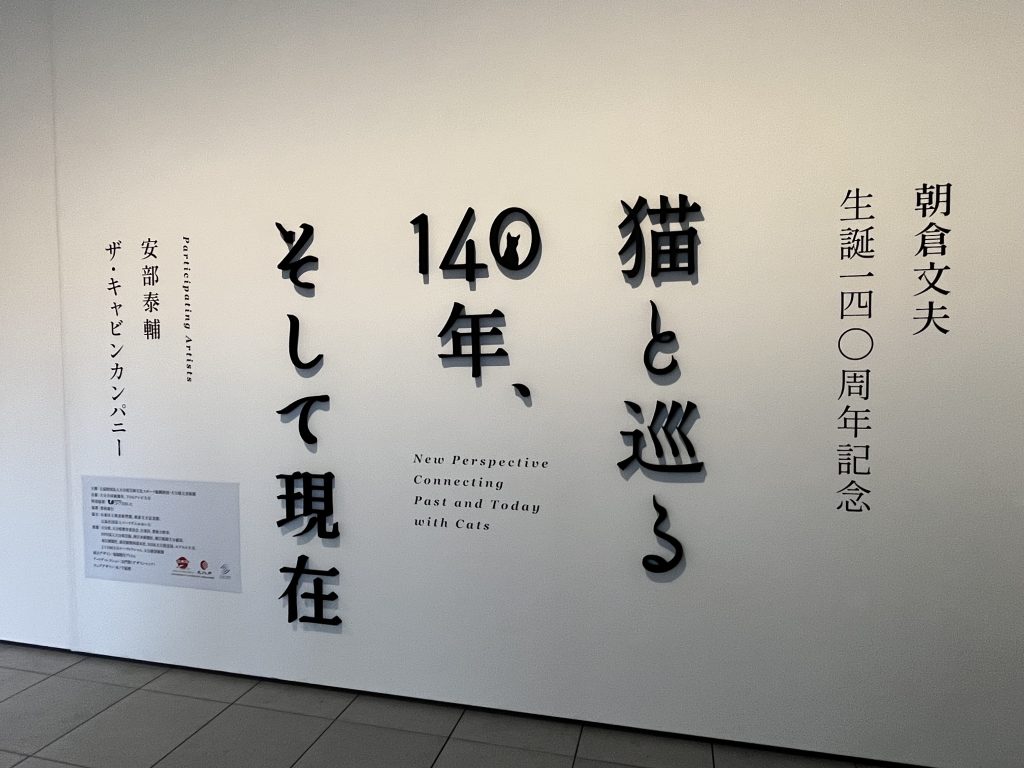 朝倉文夫
生誕一四〇周年記念
猫と巡る
140年、
そして現在
New Perspective
Connecting
Past and Today
with Cats
Participating Artists
安部泰輔
ザ・キャビンカンパニー